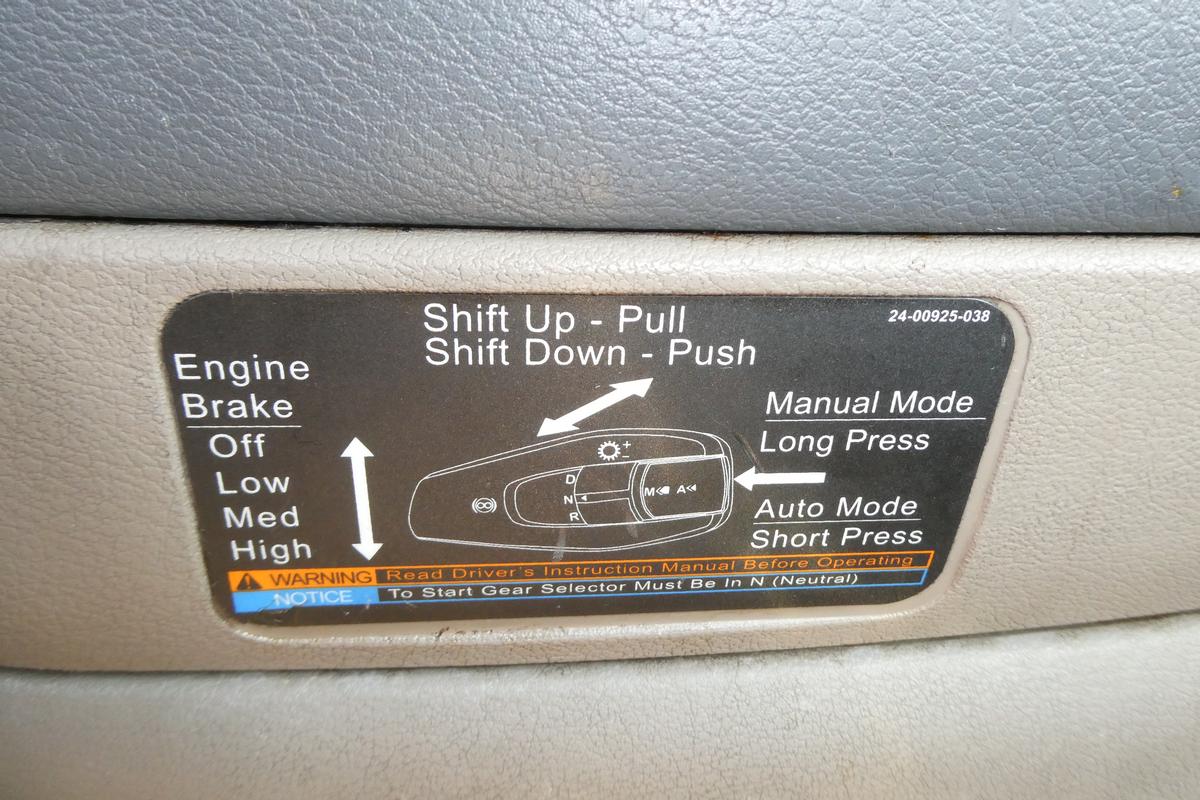 Shift Up - Pull
Shift Down - Push
24-00925-038
Engine
Brake
Off
Low
Med
High
Manual Mode
Long Press
Auto Mode
Short Press
+
-
D
N
R
M
A
WARNING Read Driver's Instruction Manual Before Operating
NOTICE To Start Gear Selector Must Be In N (Neutral)